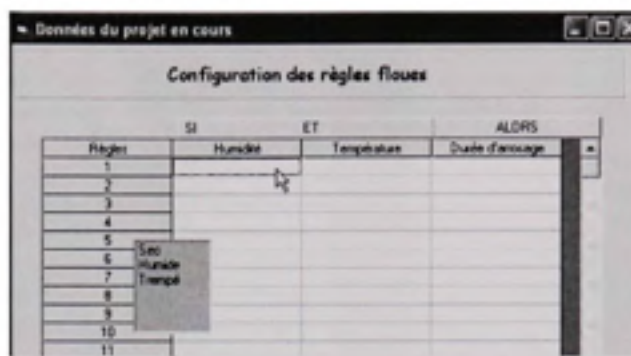 Données du projet en cours
Configuration des règles floues
SI ET ALORS
Règles Humidité Température Durée d'arrosage
1
2
3
4
5
6
7
8
9
10
11
Sec
Humide
Trempé